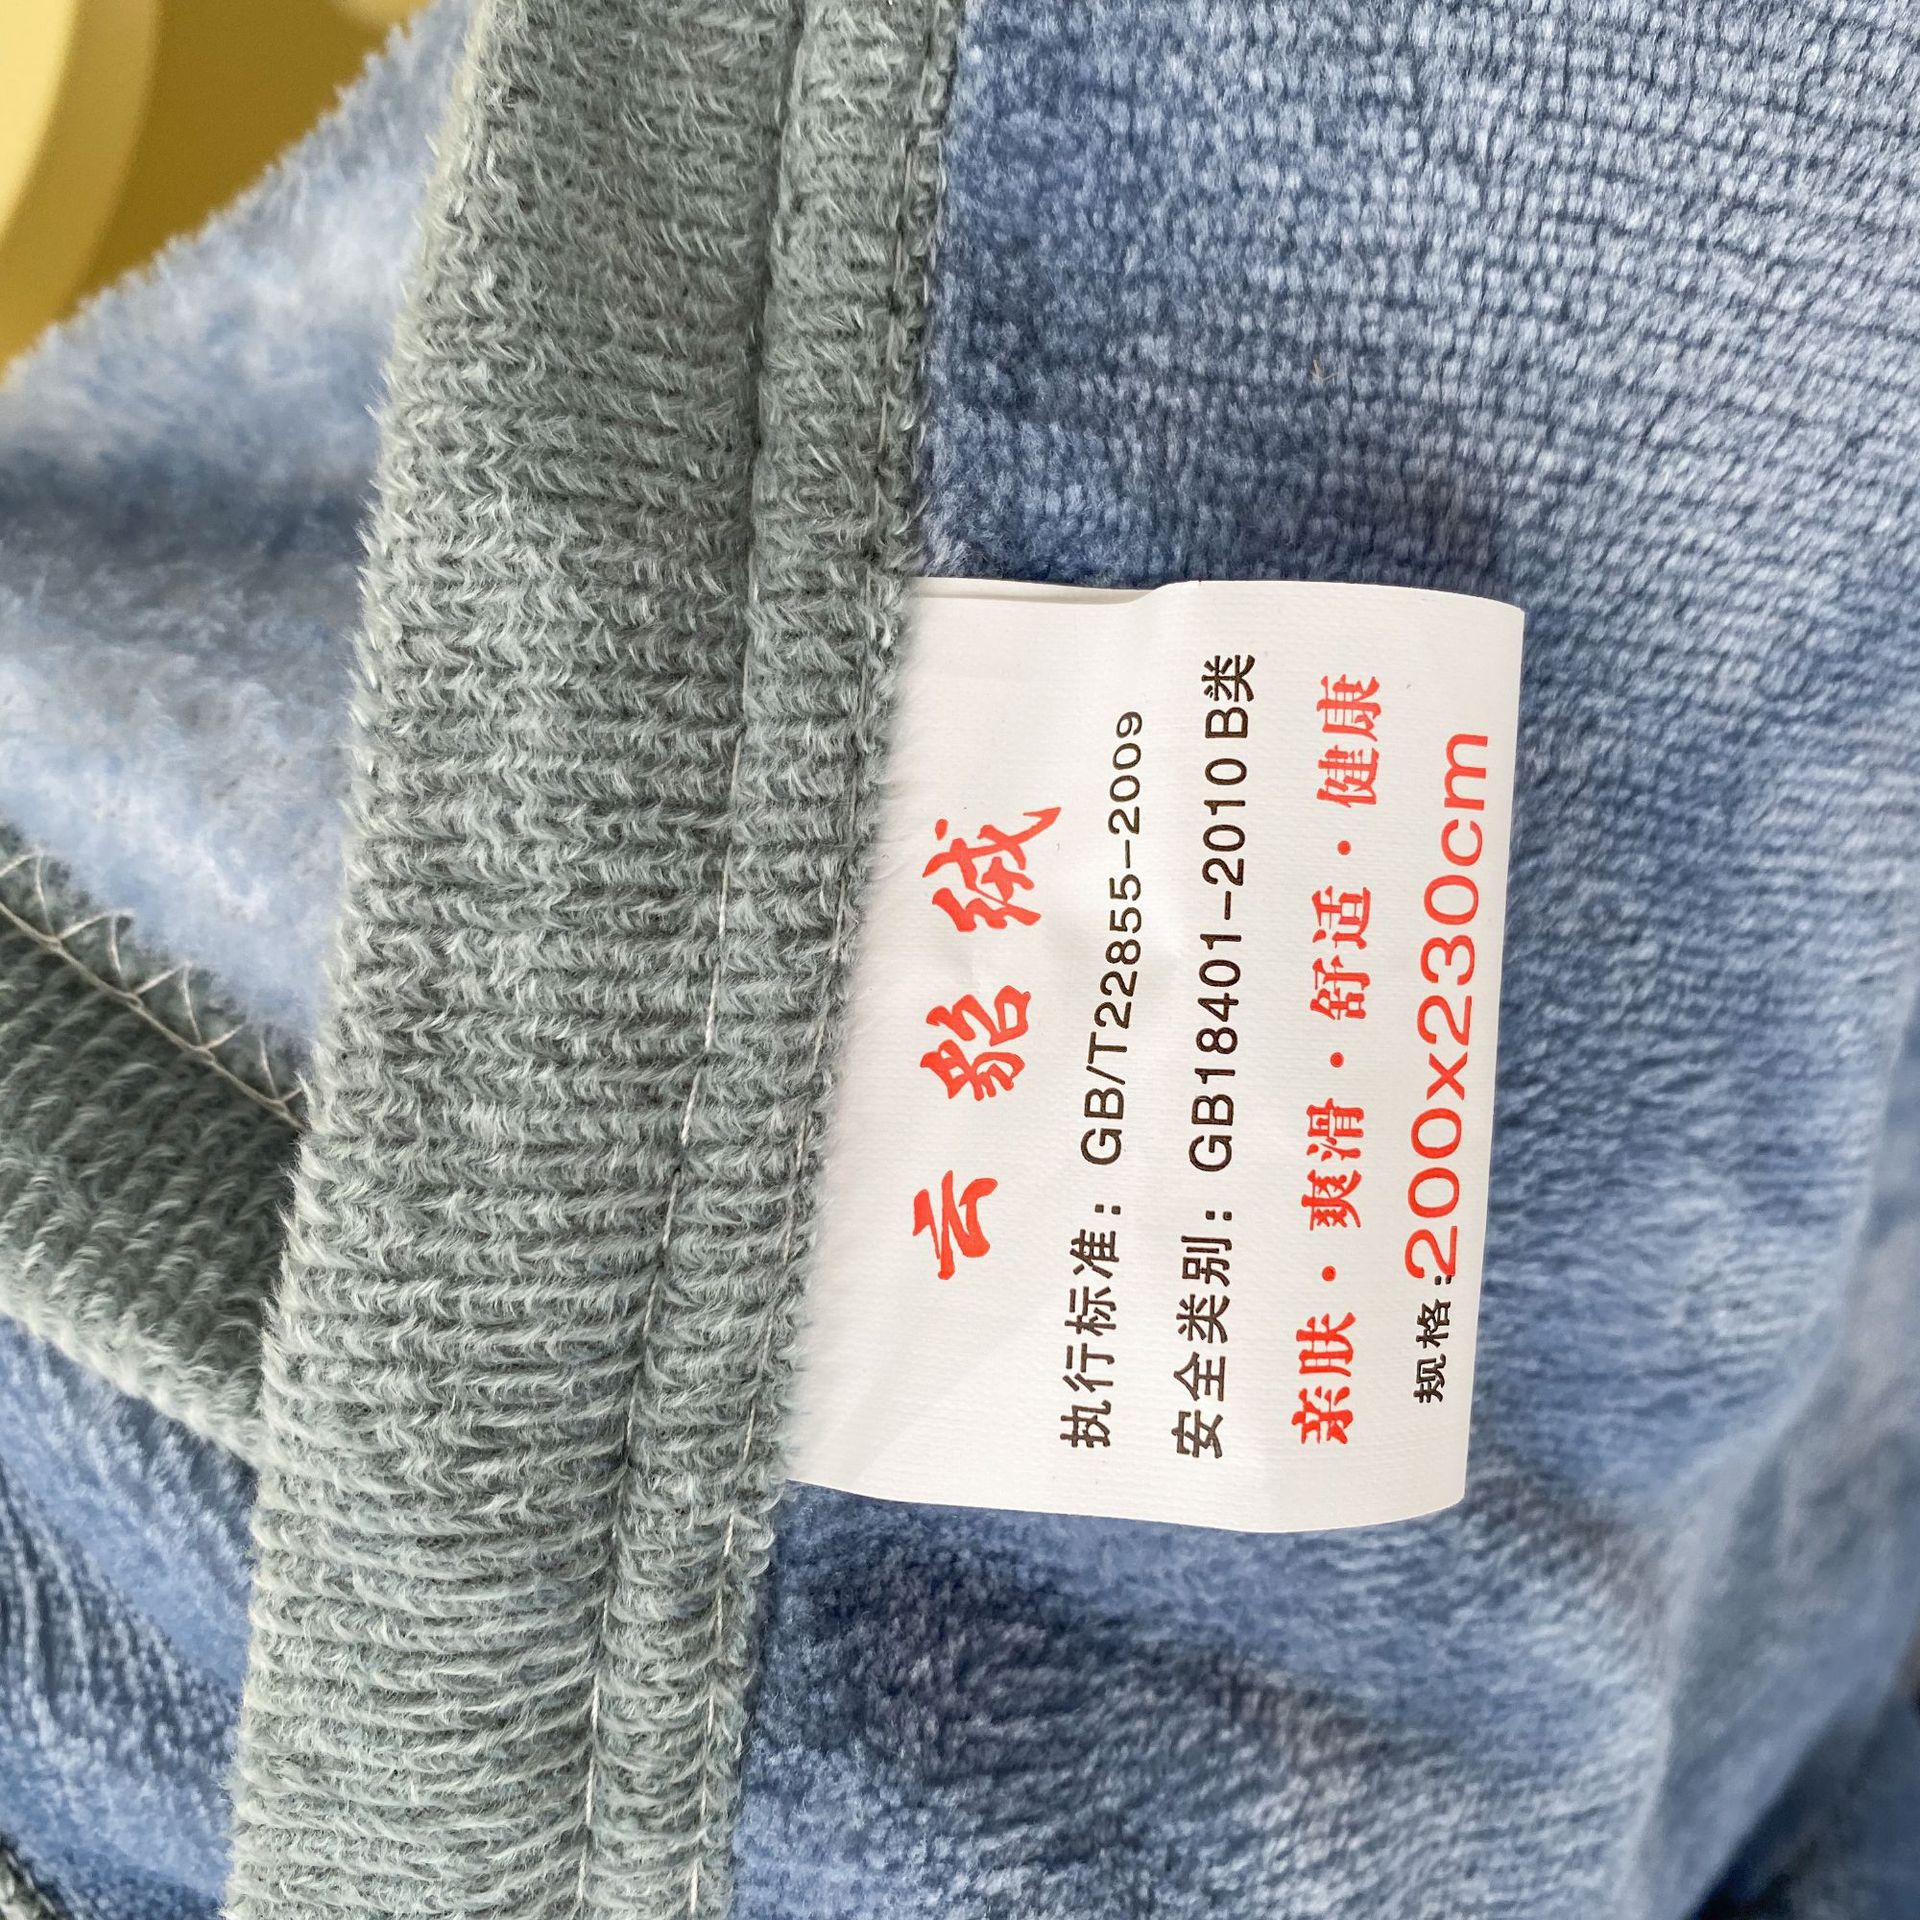 云貂绒
执行标准：GB/T22855-2009
安全类别：GB18401-2010 B类
亲肤·爽滑·舒适·健康
规格:200x230cm